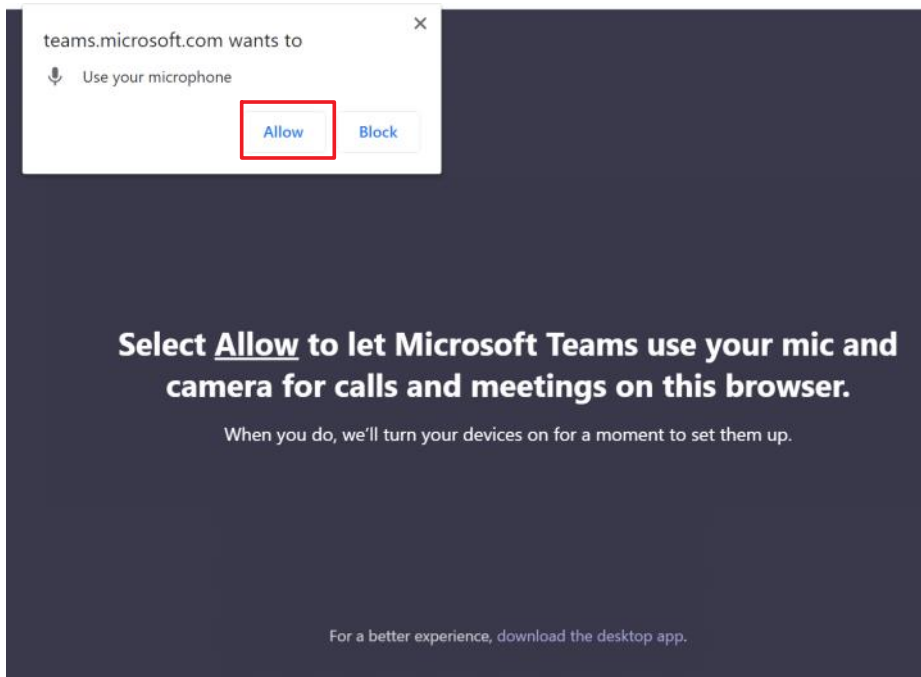 teams.microsoft.com wants to
Use your microphone
Allow
Block
Select Allow to let Microsoft Teams use your mic and
camera for calls and meetings on this browser.
When you do, we’ll turn your devices on for a moment to set them up.
For a better experience, download the desktop app.